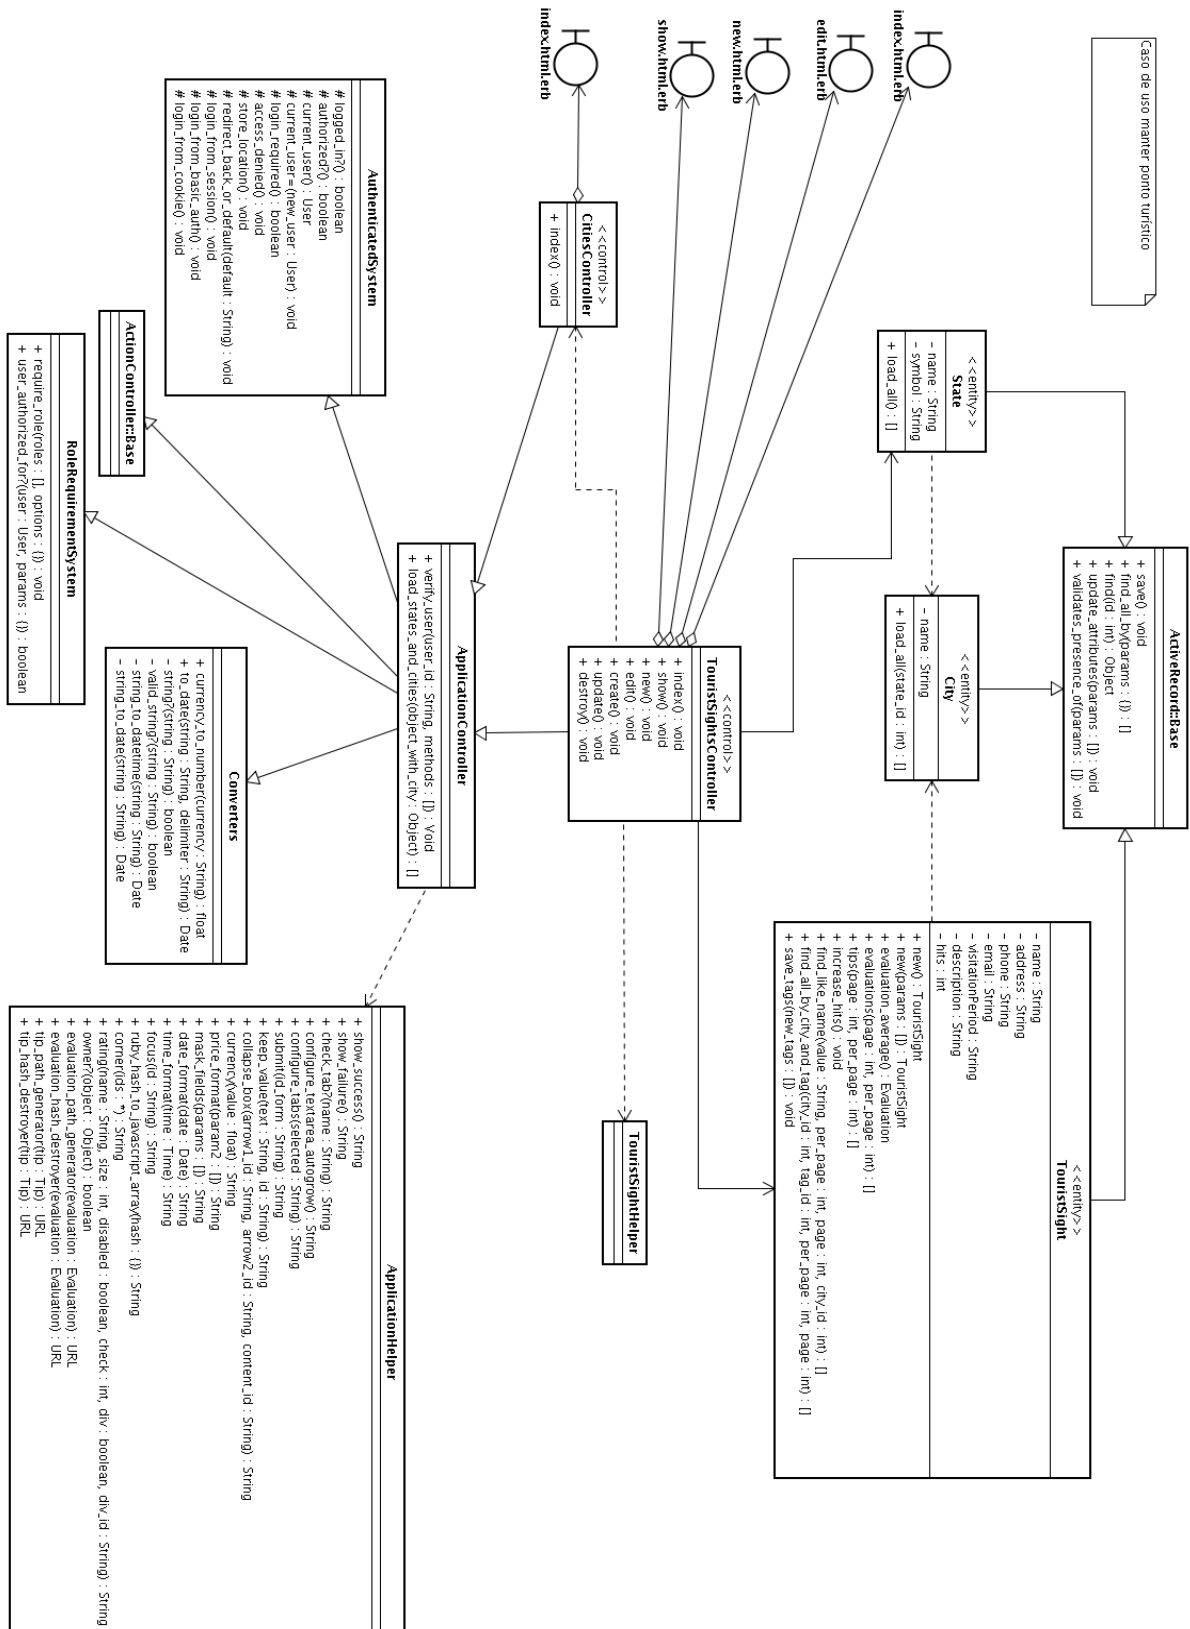 Caso de uso manter ponto turístico
index.html.erb
edit.html.erb
new.html.erb
show.html.erb
index.html.erb
<<entity>>
State
- name : String
- symbol : String
+ load_all() : []
ActiveRecord::Base
+ save() : void
+ find_all_by(params : {}) : []
+ find(id : int) : Object
+ update_attributes(params : []) : void
+ validates_presence_of(params : []) : void
<<entity>>
City
- name : String
+ load_all(state_id : int) : []
<<entity>>
TouristSight
- name : String
- address : String
- phone : String
- email : String
- visitationPeriod : String
- description : String
- hits : int
+ new() : TouristSight
+ new(params : []) : TouristSight
+ evaluation_average() : Evaluation
+ evaluations(page : int, per_page : int) : []
+ tips(page : int, per_page : int) : []
+ increase_hits() : void
+ find_like_name(value : String, per_page : int, page : int, city_id : int) : []
+ find_all_by_city_and_tag(city_id : int, tag_id : int, per_page : int, page : int) : []
+ save_tags(new_tags : []) : void
<<control>>
CitiesController
+ index() : void
<<control>>
TouristSightsController
+ index() : void
+ show() : void
+ new() : void
+ edit() : void
+ create() : void
+ update() : void
+ destroy() : void
TouristSightHelper
AuthenticatedSystem
# logged_in?() : boolean
# authorized?() : boolean
# current_user() : User
# current_user=(new_user : User) : void
# login_required() : boolean
# access_denied() : void
# store_location() : void
# redirect_back_or_default(default : String) : void
# login_from_session() : void
# login_from_basic_auth() : void
# login_from_cookie() : void
ApplicationController
+ verify_user(user_id : String, methods : []) : Void
+ load_states_and_cities(object_with_city : Object) : []
ActionController::Base
RoleRequirementSystem
+ require_role(roles : [], options : {}) : void
+ user_authorized_for?(user : User, params : {}) : boolean
Converters
+ currency_to_number(currency : String) : float
+ to_date(string : String, delimiter : String) : Date
- string?(string : String) : boolean
- valid_string?(string : String) : boolean
- string_to_datetime(string : String) : Date
- string_to_date(string : String) : Date
ApplicationHelper
+ show_success() : String
+ show_failure() : String
+ check_tab?(name : String) : String
+ configure_textarea_autogrow() : String
+ configure_tabs(selected : String) : String
+ submit(id_form : String) : String
+ keep_value(text : String, id : String) : String
+ collapse_box(arrow1_id : String, arrow2_id : String, content_id : String) : String
+ currency(value : float) : String
+ price_format(param2 : []) : String
+ mask_fields(params : []) : String
+ date_format(date : Date) : String
+ time_format(time : Time) : String
+ focus(id : String) : String
+ ruby_hash_to_javascript_array(hash : {}) : String
+ corner(ids : *) : String
+ rating(name : String, size : int, disabled : boolean, check : int, div : boolean, div_id : String) : String
+ owner?(object : Object) : boolean
+ evaluation_path_generator(evaluation : Evaluation) : URL
+ evaluation_hash_destroyer(evaluation : Evaluation) : URL
+ tip_path_generator(tip : Tip) : URL
+ tip_hash_destroyer(tip : Tip) : URL